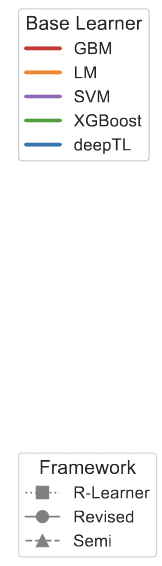 Base Learner
GBM
LM
SVM
XGBoost
deepTL
Framework
R-Learner
Revised
Semi